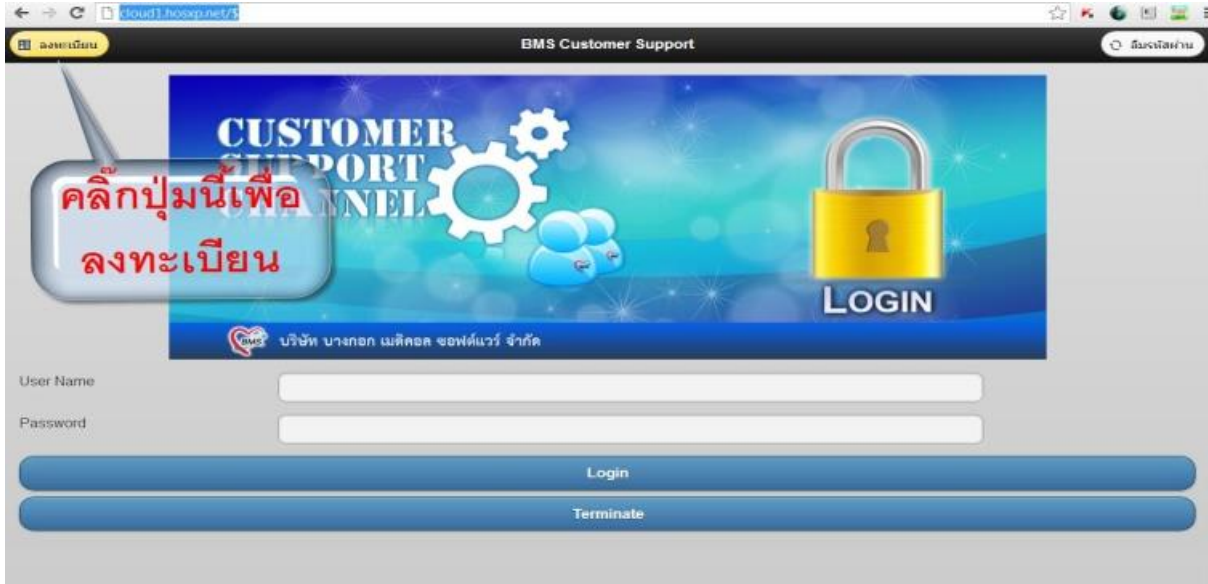 cloud1.hosxp.net/$
ลงทะเบียน
BMS Customer Support
ลืมรหัสผ่าน
CUSTOMER
SUPPORT
CHANNEL
คลิ๊กปุ่มนี้เพื่อ
ลงทะเบียน
LOGIN
BMS บริษัท บางกอก เมดิคอล ซอฟต์แวร์ จำกัด
User Name
Password
Login
Terminate